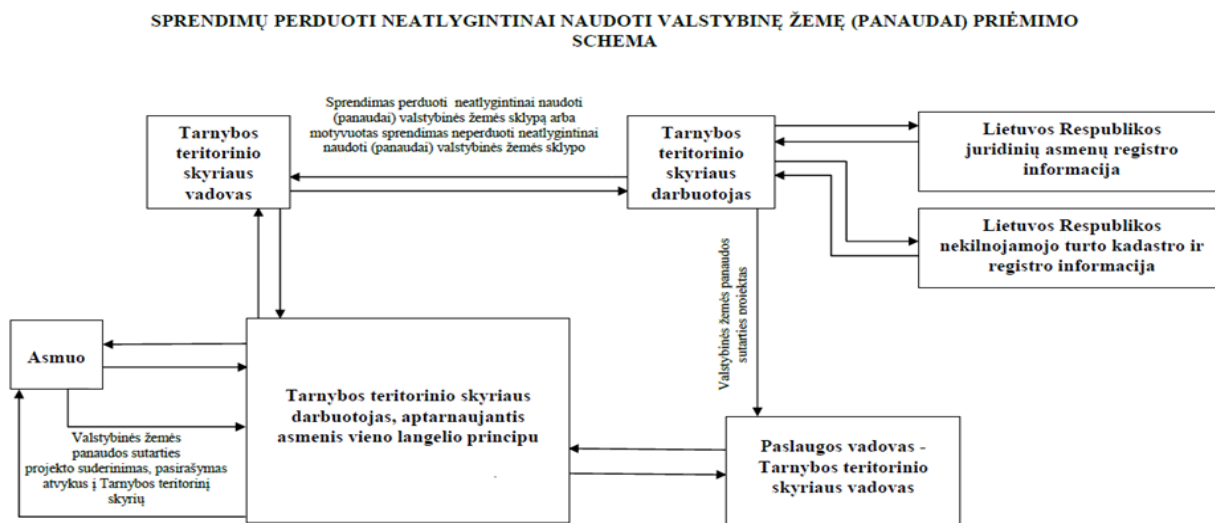 SPRENDIMŲ PERDUOTI NEATLYGINTINAI NAUDOTI VALSTYBINĘ ŽEMĘ (PANAUDAI) PRIĖMIMO
SCHEMA
Sprendimas perduoti neatlygintinai naudoti
(panaudai) valstybinės žemės sklypą arba
motyvuotas sprendimas neperduoti neatlygintinai
naudoti (panaudai) valstybinės žemės sklypo
Tarnybos
teritorinio
skyriaus
vadovas
Tarnybos
teritorinio
skyriaus
darbuotojas
Lietuvos Respublikos
juridinių asmenų registro
informacija
Lietuvos Respublikos
nekilnojamojo turto kadastro ir
registro informacija
Valstybinės žemės panaudos
sutarties projektas
Asmuo
Tarnybos teritorinio skyriaus
darbuotojas, aptarnaujantis
asmenis vieno langelio principu
Valstybinės žemės
panaudos sutarties
projekto suderinimas, pasirašymas
atvykus į Tarnybos teritorinį
skyrių
Paslaugos vadovas -
Tarnybos teritorinio
skyriaus vadovas